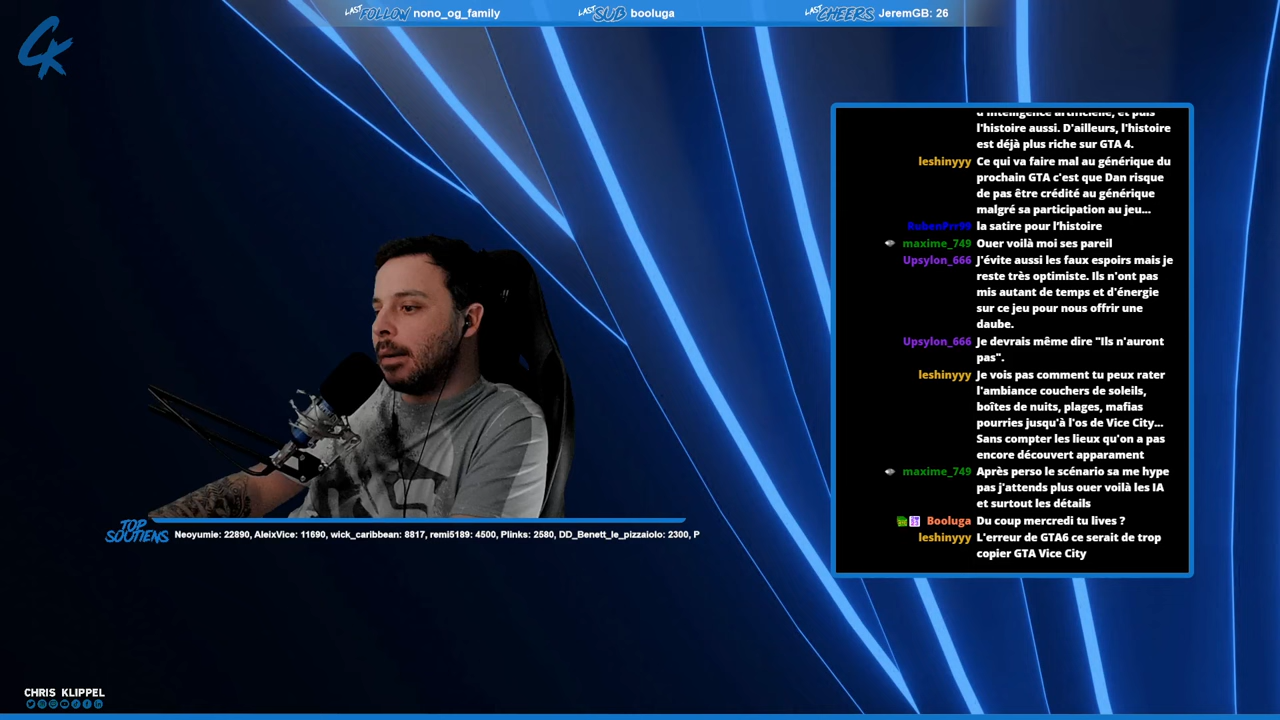 LAST FOLLOW nono_og_family
LAST SUB booluga
LAST CHEERS JeremGB: 26
CK
d'intelligence artificielle, et puis
l'histoire aussi. D'ailleurs, l'histoire
est déjà plus riche sur GTA 4.
leshinyyy Ce qui va faire mal au générique du
prochain GTA c'est que Dan risque
de pas être crédité au générique
malgré sa participation au jeu...
RubenPrv99 la satire pour l'histoire
maxime_749 Ouer voilà moi ses pareil
Upsylon_666 J'évite aussi les faux espoirs mais je
reste très optimiste. Ils n'ont pas
mis autant de temps et d'énergie
sur ce jeu pour nous offrir une
daube.
Upsylon_666 Je devrais même dire "Ils n'auront
pas".
leshinyyy Je vois pas comment tu peux rater
l'ambiance couchers de soleils,
boîtes de nuits, plages, mafias
pourries jusqu'à l'os de Vice City...
Sans compter les lieux qu'on a pas
encore découvert apparament
maxime_749 Après perso le scénario sa me hype
pas j'attends plus ouer voilà les IA
et surtout les détails
Booluga Du coup mercredi tu lives ?
leshinyyy L'erreur de GTA6 ce serait de trop
copier GTA Vice City
TOP SOUTIENS Neoyumie: 22890, AleixVice: 11690, wick_caribbean: 8817, remi5189: 4500, Plinks: 2580, DD_Benett_le_pizzaiolo: 2300, P
CHRIS KLIPPEL